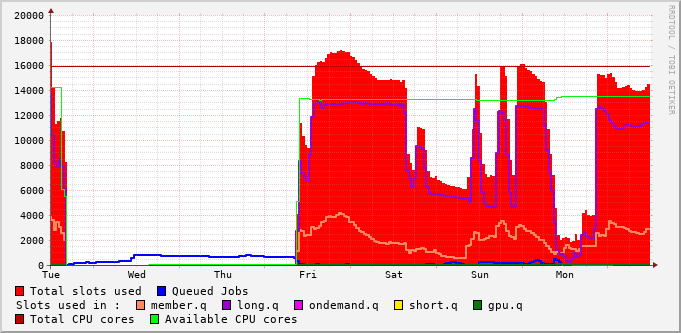 RRDTOOL / TOBI OETIKER
20000
18000
16000
14000
12000
10000
8000
6000
4000
2000
0
Tue Wed Thu Fri Sat Sun Mon
Total slots used Queued Jobs
Slots used in : member.q long.q ondemand.q short.q gpu.q
Total CPU cores Available CPU cores